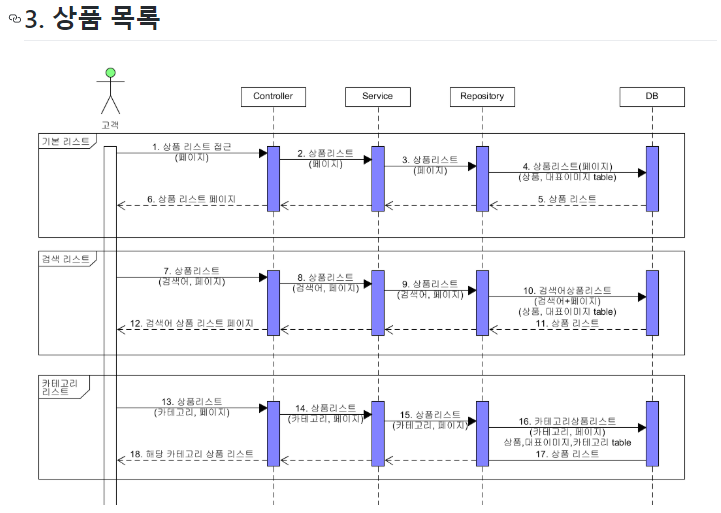 3. 상품 목록
Controller
Service
Repository
DB
고객
기본 리스트
1. 상품 리스트 접근
(페이지)
2. 상품리스트
(페이지)
3. 상품리스트
(페이지)
4. 상품리스트(페이지)
(상품, 대표이미지 table)
6. 상품 리스트 페이지
5. 상품 리스트
검색 리스트
7. 상품리스트
(검색어, 페이지)
8. 상품리스트
(검색어, 페이지)
9. 상품리스트
(검색어, 페이지)
10. 검색어상품리스트
(검색어+페이지)
(상품, 대표이미지 table)
12. 검색어 상품 리스트 페이지
11. 상품 리스트
카테고리
리스트
13. 상품리스트
(카테고리, 페이지)
14. 상품리스트
(카테고리, 페이지)
15. 상품리스트
(카테고리, 페이지)
16. 카테고리상품리스트
(카테고리, 페이지)
상품,대표이미지,카테고리 table
18. 해당 카테고리 상품 리스트
17. 상품 리스트